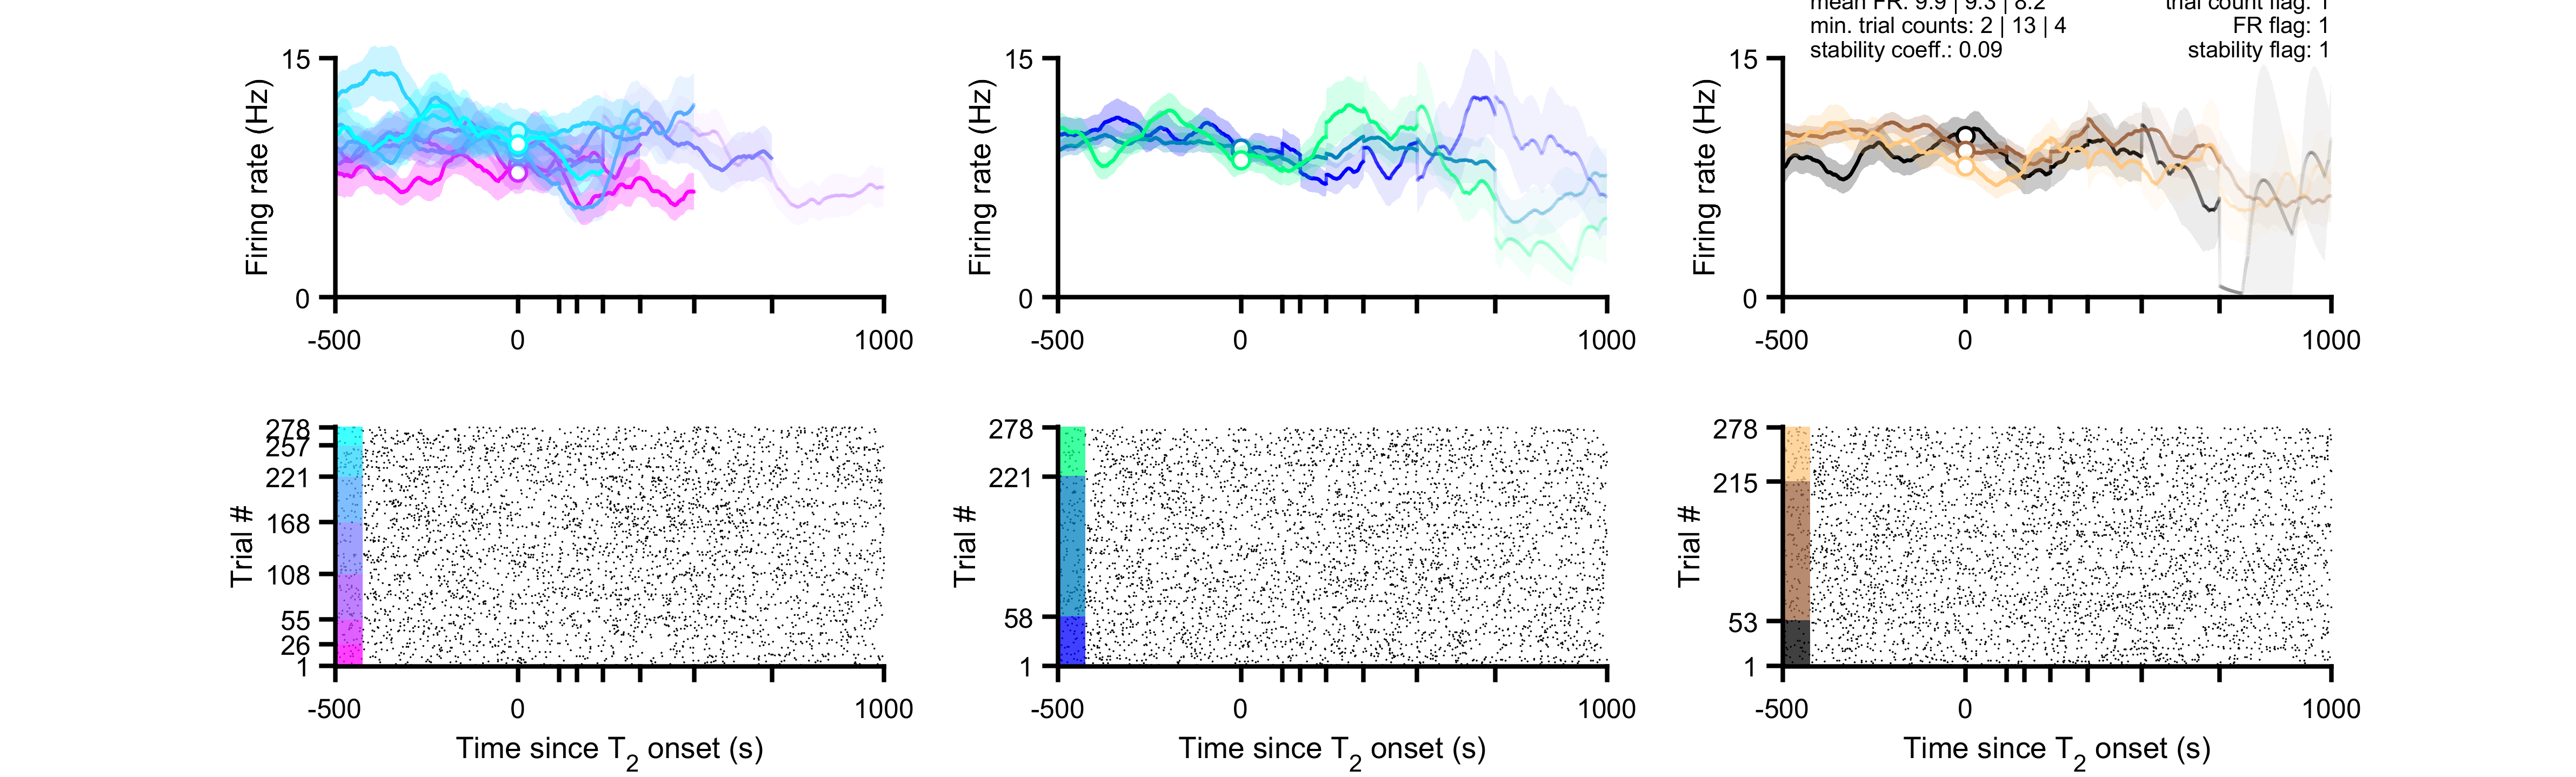 mean FR: 9.9 | 9.3 | 8.2 trial count flag: 1
min. trial counts: 2 | 13 | 4 FR flag: 1
stability coeff.: 0.09 stability flag: 1
15
Firing rate (Hz)
0
-500 0 1000
15
Firing rate (Hz)
0
-500 0 1000
15
Firing rate (Hz)
0
-500 0 1000
278
257
221
168
108
55
26
1
Trial #
-500 0 1000
Time since T2 onset (s)
278
221
58
1
Trial #
-500 0 1000
Time since T2 onset (s)
278
215
53
1
Trial #
-500 0 1000
Time since T2 onset (s)